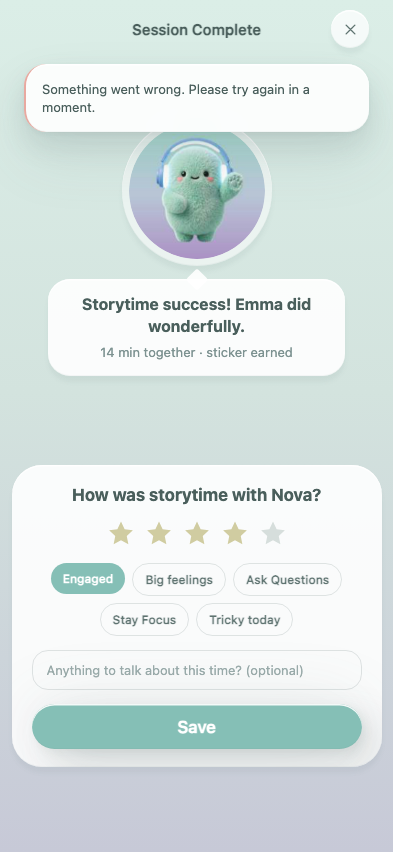 Session Complete
Something went wrong. Please try again in a
moment.
Storytime success! Emma did
wonderfully.
14 min together · sticker earned
How was storytime with Nova?
Engaged
Big feelings
Ask Questions
Stay Focus
Tricky today
Anything to talk about this time? (optional)
Save